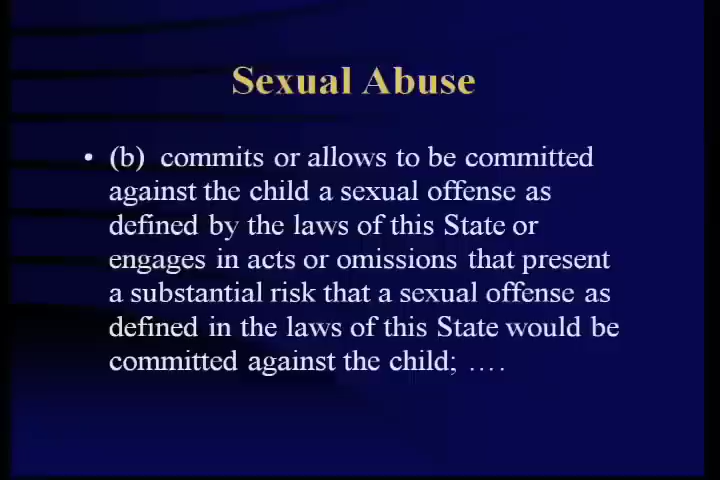 Sexual Abuse
• (b) commits or allows to be committed
against the child a sexual offense as
defined by the laws of this State or
engages in acts or omissions that present
a substantial risk that a sexual offense as
defined in the laws of this State would be
committed against the child; ….